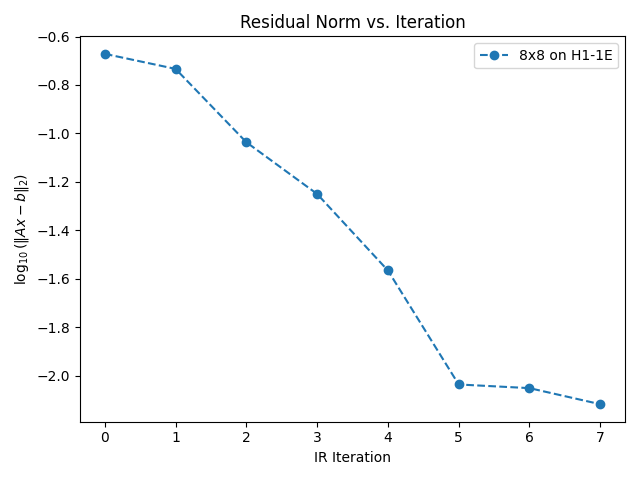 Residual Norm vs. Iteration
8x8 on H1-1E
log₁₀(‖Ax − b‖₂)
−0.6
−0.8
−1.0
−1.2
−1.4
−1.6
−1.8
−2.0
0 1 2 3 4 5 6 7
IR Iteration